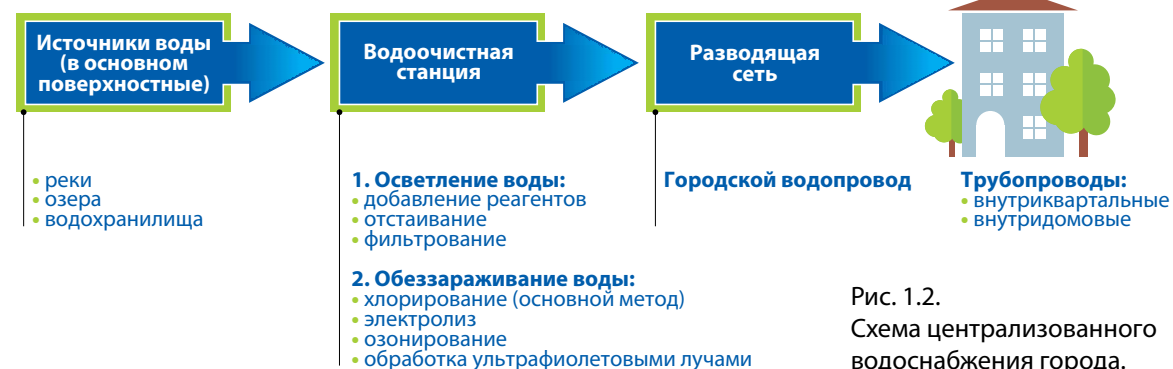 Источники воды
(в основном
поверхностные)
Водоочистная
станция
Разводящая
сеть
• реки
• озера
• водохранилища
1. Осветление воды:
• добавление реагентов
• отстаивание
• фильтрование
2. Обеззараживание воды:
• хлорирование (основной метод)
• электролиз
• озонирование
• обработка ультрафиолетовыми лучами
Городской водопровод
Трубопроводы:
• внутриквартальные
• внутридомовые
Рис. 1.2.
Схема централизованного
водоснабжения города.